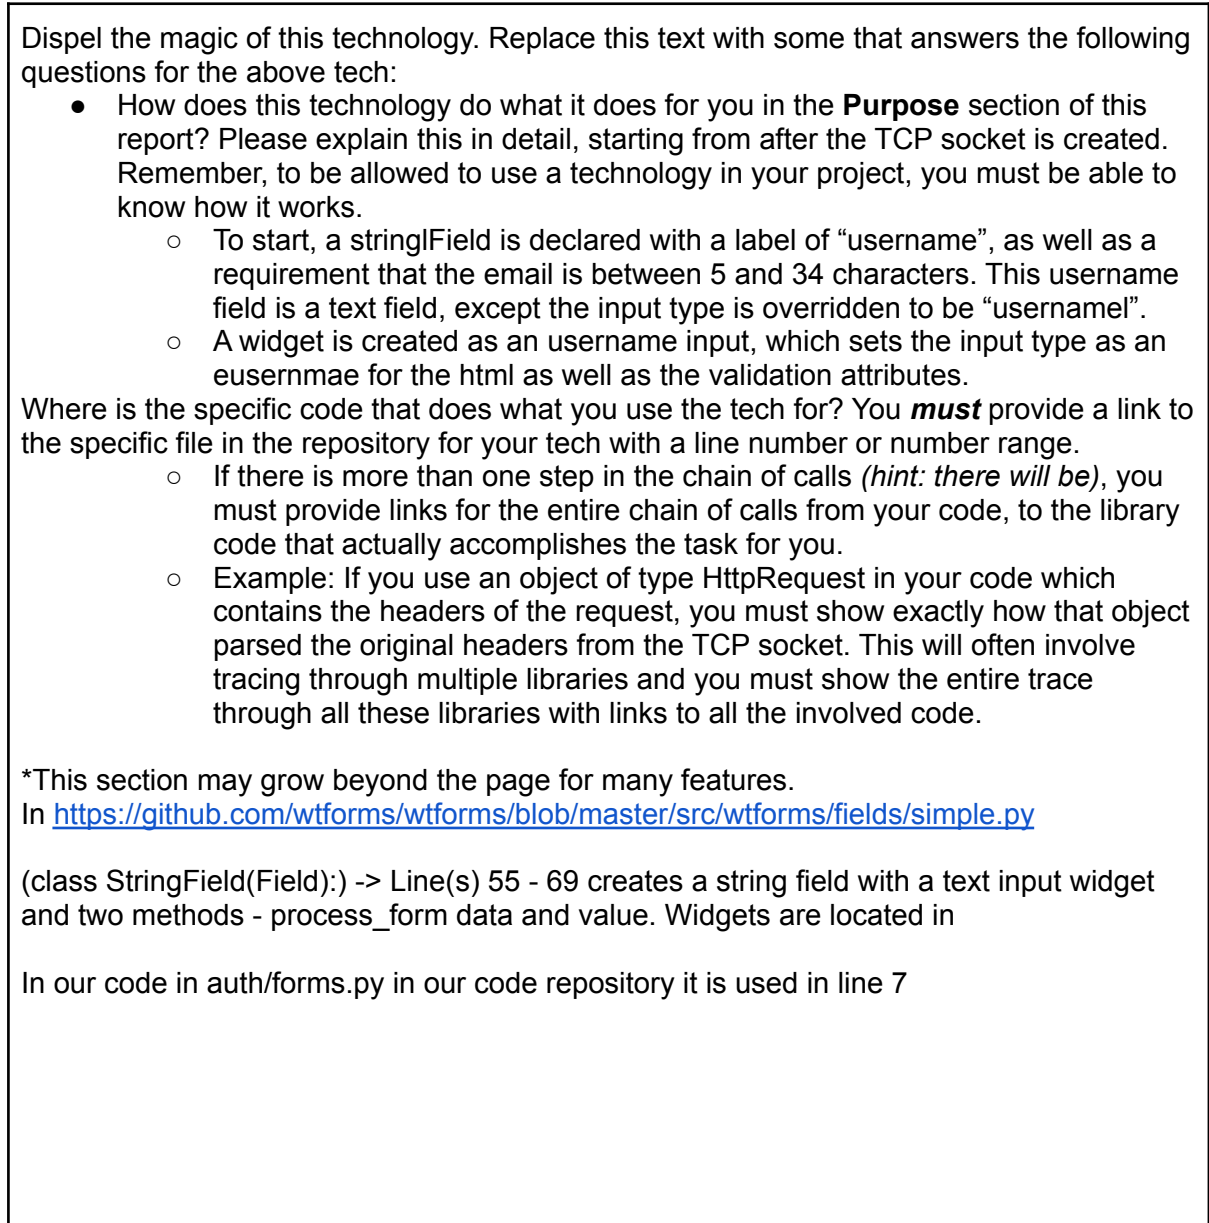 Dispel the magic of this technology. Replace this text with some that answers the following
questions for the above tech:
● How does this technology do what it does for you in the Purpose section of this
report? Please explain this in detail, starting from after the TCP socket is created.
Remember, to be allowed to use a technology in your project, you must be able to
know how it works.
○ To start, a stringlField is declared with a label of “username”, as well as a
requirement that the email is between 5 and 34 characters. This username
field is a text field, except the input type is overridden to be “usernamel”.
○ A widget is created as an username input, which sets the input type as an
eusernmae for the html as well as the validation attributes.
Where is the specific code that does what you use the tech for? You must provide a link to
the specific file in the repository for your tech with a line number or number range.
○ If there is more than one step in the chain of calls (hint: there will be), you
must provide links for the entire chain of calls from your code, to the library
code that actually accomplishes the task for you.
○ Example: If you use an object of type HttpRequest in your code which
contains the headers of the request, you must show exactly how that object
parsed the original headers from the TCP socket. This will often involve
tracing through multiple libraries and you must show the entire trace
through all these libraries with links to all the involved code.
*This section may grow beyond the page for many features.
In https://github.com/wtforms/wtforms/blob/master/src/wtforms/fields/simple.py
(class StringField(Field):) -> Line(s) 55 - 69 creates a string field with a text input widget
and two methods - process_form data and value. Widgets are located in
In our code in auth/forms.py in our code repository it is used in line 7